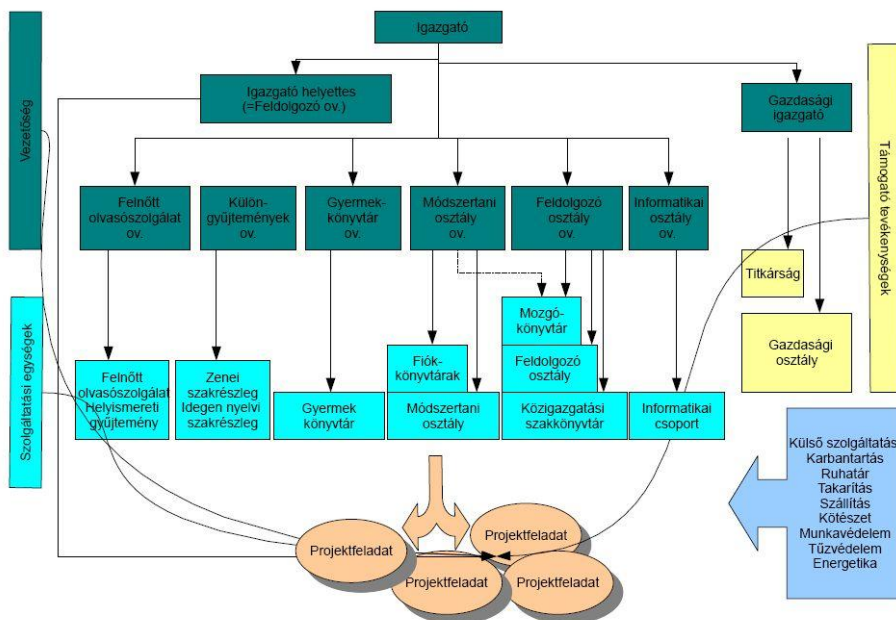 Igazgató
Igazgató helyettes
(=Feldolgozó ov.)
Gazdasági
igazgató
Vezetőség
Támogató tevékenységek
Felnőtt
olvasószolgálat
ov.
Külön-
gyűjtemények
ov.
Gyermek-
könyvtár
ov.
Módszertani
osztály
ov.
Feldolgozó
osztály
ov.
Informatikai
osztály
ov.
Titkárság
Gazdasági
osztály
Szolgáltatási egységek
Mozgó-
könyvtár
Felnőtt
olvasószolgálat
Helyismereti
gyűjtemény
Zenei
szakrészleg
Idegen nyelvi
szakrészleg
Gyermek
könyvtár
Fiók-
könyvtárak
Módszertani
osztály
Feldolgozó
osztály
Közigazgatási
szakkönyvtár
Informatikai
csoport
Külső szolgáltatás
Karbantartás
Ruhatár
Takarítás
Szállítás
Kötészet
Munkavédelem
Tűzvédelem
Energetika
Projektfeladat
Projektfeladat
Projektfeladat
Projektfeladat